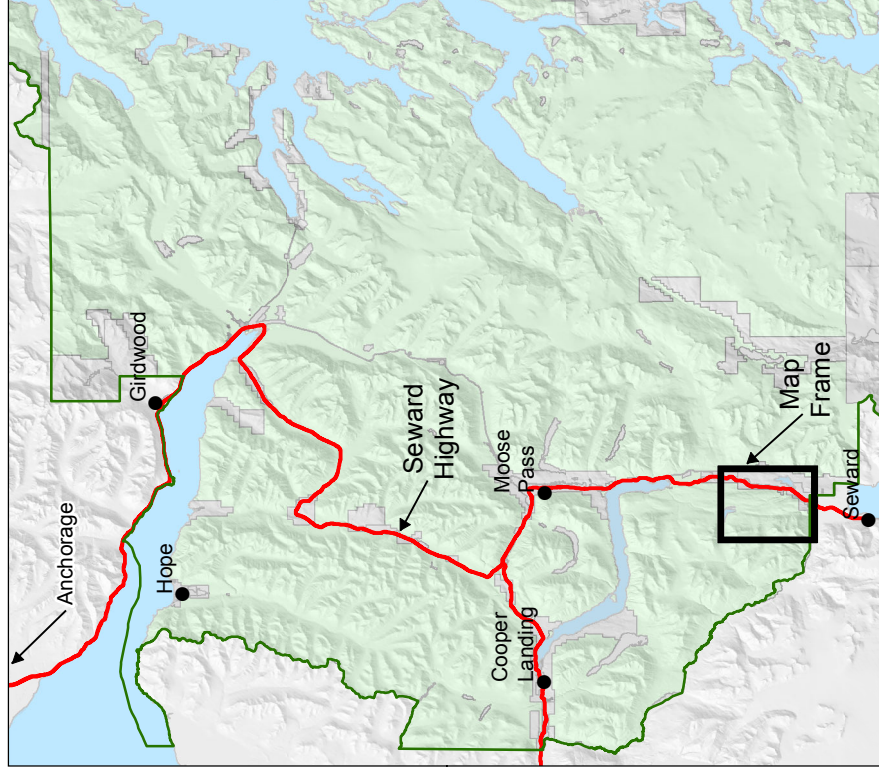 Anchorage
Girdwood
Hope
Seward
Highway
Moose
Pass
Cooper
Landing
Map
Frame
Seward